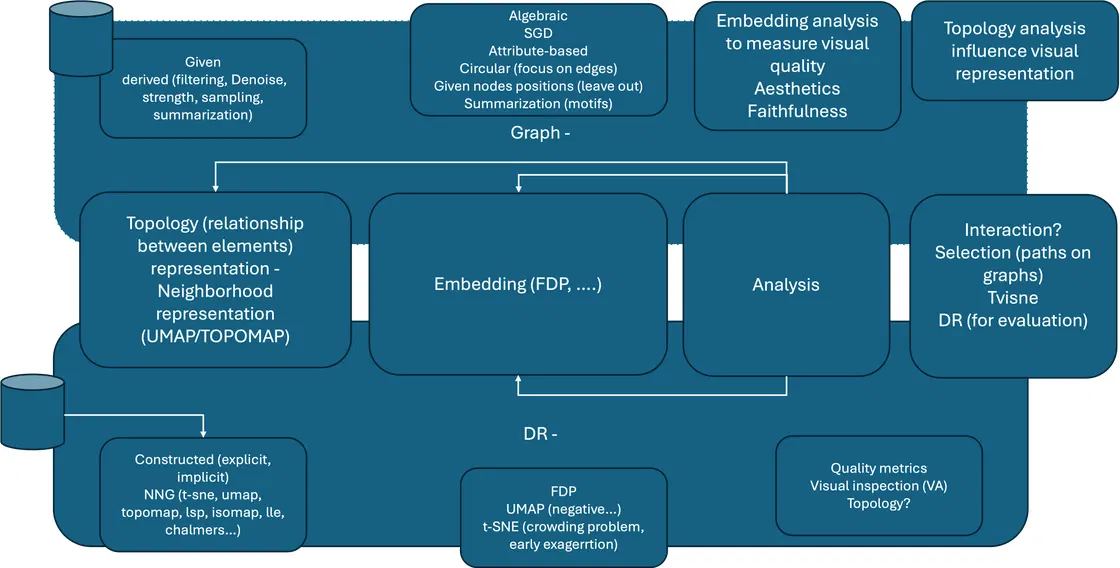 Given
derived (filtering, Denoise,
strength, sampling,
summarization)
Algebraic
SGD
Attribute-based
Circular (focus on edges)
Given nodes positions (leave out)
Summarization (motifs)
Embedding analysis
to measure visual
quality
Aesthetics
Faithfulness
Topology analysis
influence visual
representation
Graph -
Topology (relationship
between elements)
representation -
Neighborhood
representation
(UMAP/TOPOMAP)
Embedding (FDP, ....)
Analysis
Interaction?
Selection (paths on
graphs)
Tvisne
DR (for evaluation)
DR -
Constructed (explicit,
implicit)
NNG (t-sne, umap,
topomap, lsp, isomap, lle,
chalmers...)
FDP
UMAP (negative...)
t-SNE (crowding problem,
early exagerrtion)
Quality metrics
Visual inspection (VA)
Topology?